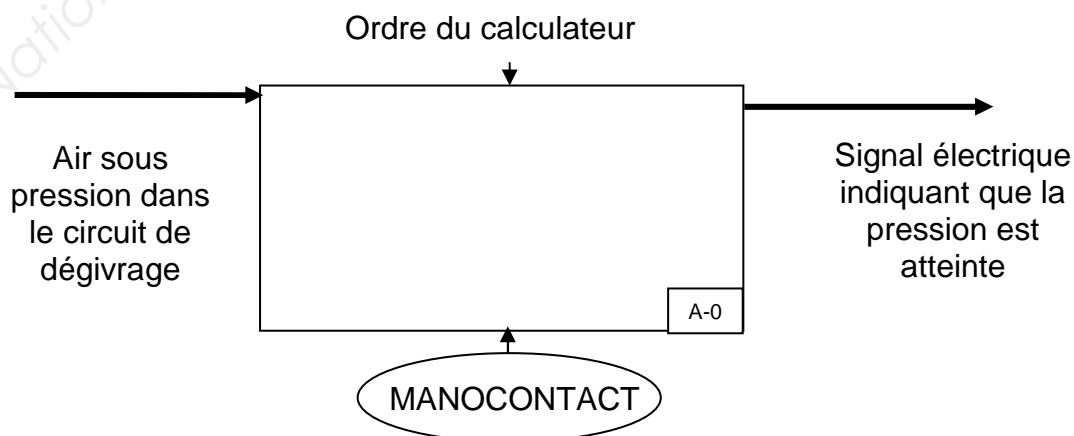 Natio
Ordre du calculateur
Air sous
pression dans
le circuit de
dégivrage
Signal électrique
indiquant que la
pression est
atteinte
A-0
MANOCONTACT